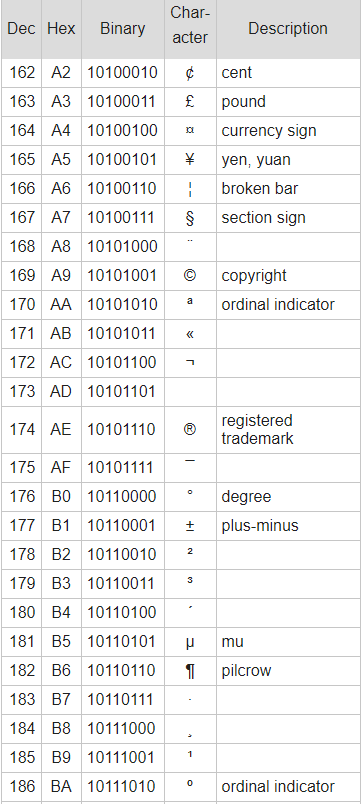 Dec Hex Binary Char-acter Description
162 A2 10100010 ¢ cent
163 A3 10100011 £ pound
164 A4 10100100 ¤ currency sign
165 A5 10100101 ¥ yen, yuan
166 A6 10100110 ¦ broken bar
167 A7 10100111 § section sign
168 A8 10101000 ¨
169 A9 10101001 © copyright
170 AA 10101010 ª ordinal indicator
171 AB 10101011 «
172 AC 10101100 ¬
173 AD 10101101
174 AE 10101110 ® registered trademark
175 AF 10101111 ¯
176 B0 10110000 ° degree
177 B1 10110001 ± plus-minus
178 B2 10110010 ²
179 B3 10110011 ³
180 B4 10110100 ´
181 B5 10110101 µ mu
182 B6 10110110 ¶ pilcrow
183 B7 10110111 ·
184 B8 10111000 ¸
185 B9 10111001 ¹
186 BA 10111010 º ordinal indicator